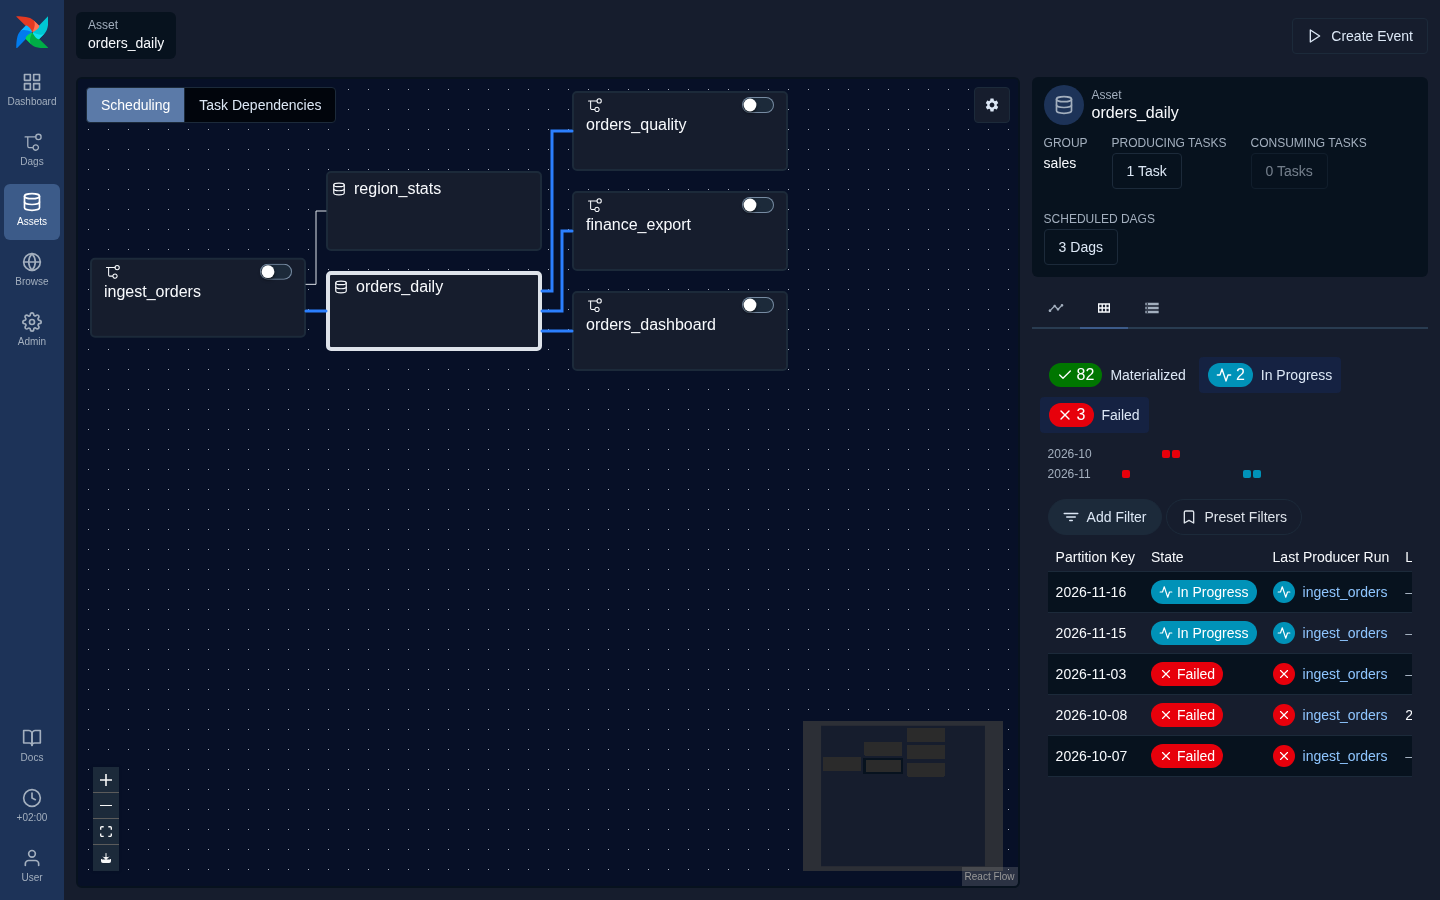 Asset
orders_daily
Create Event
Dashboard
Dags
Assets
Browse
Admin
Docs
+02:00
User
Scheduling
Task Dependencies
orders_quality
region_stats
finance_export
ingest_orders
orders_daily
orders_dashboard
React Flow
Asset
orders_daily
GROUP
sales
PRODUCING TASKS
1 Task
CONSUMING TASKS
0 Tasks
SCHEDULED DAGS
3 Dags
82 Materialized
2 In Progress
3 Failed
2026-10
2026-11
Add Filter
Preset Filters
Partition Key State Last Producer Run L
2026-11-16 In Progress ingest_orders –
2026-11-15 In Progress ingest_orders –
2026-11-03 Failed ingest_orders –
2026-10-08 Failed ingest_orders 2
2026-10-07 Failed ingest_orders –